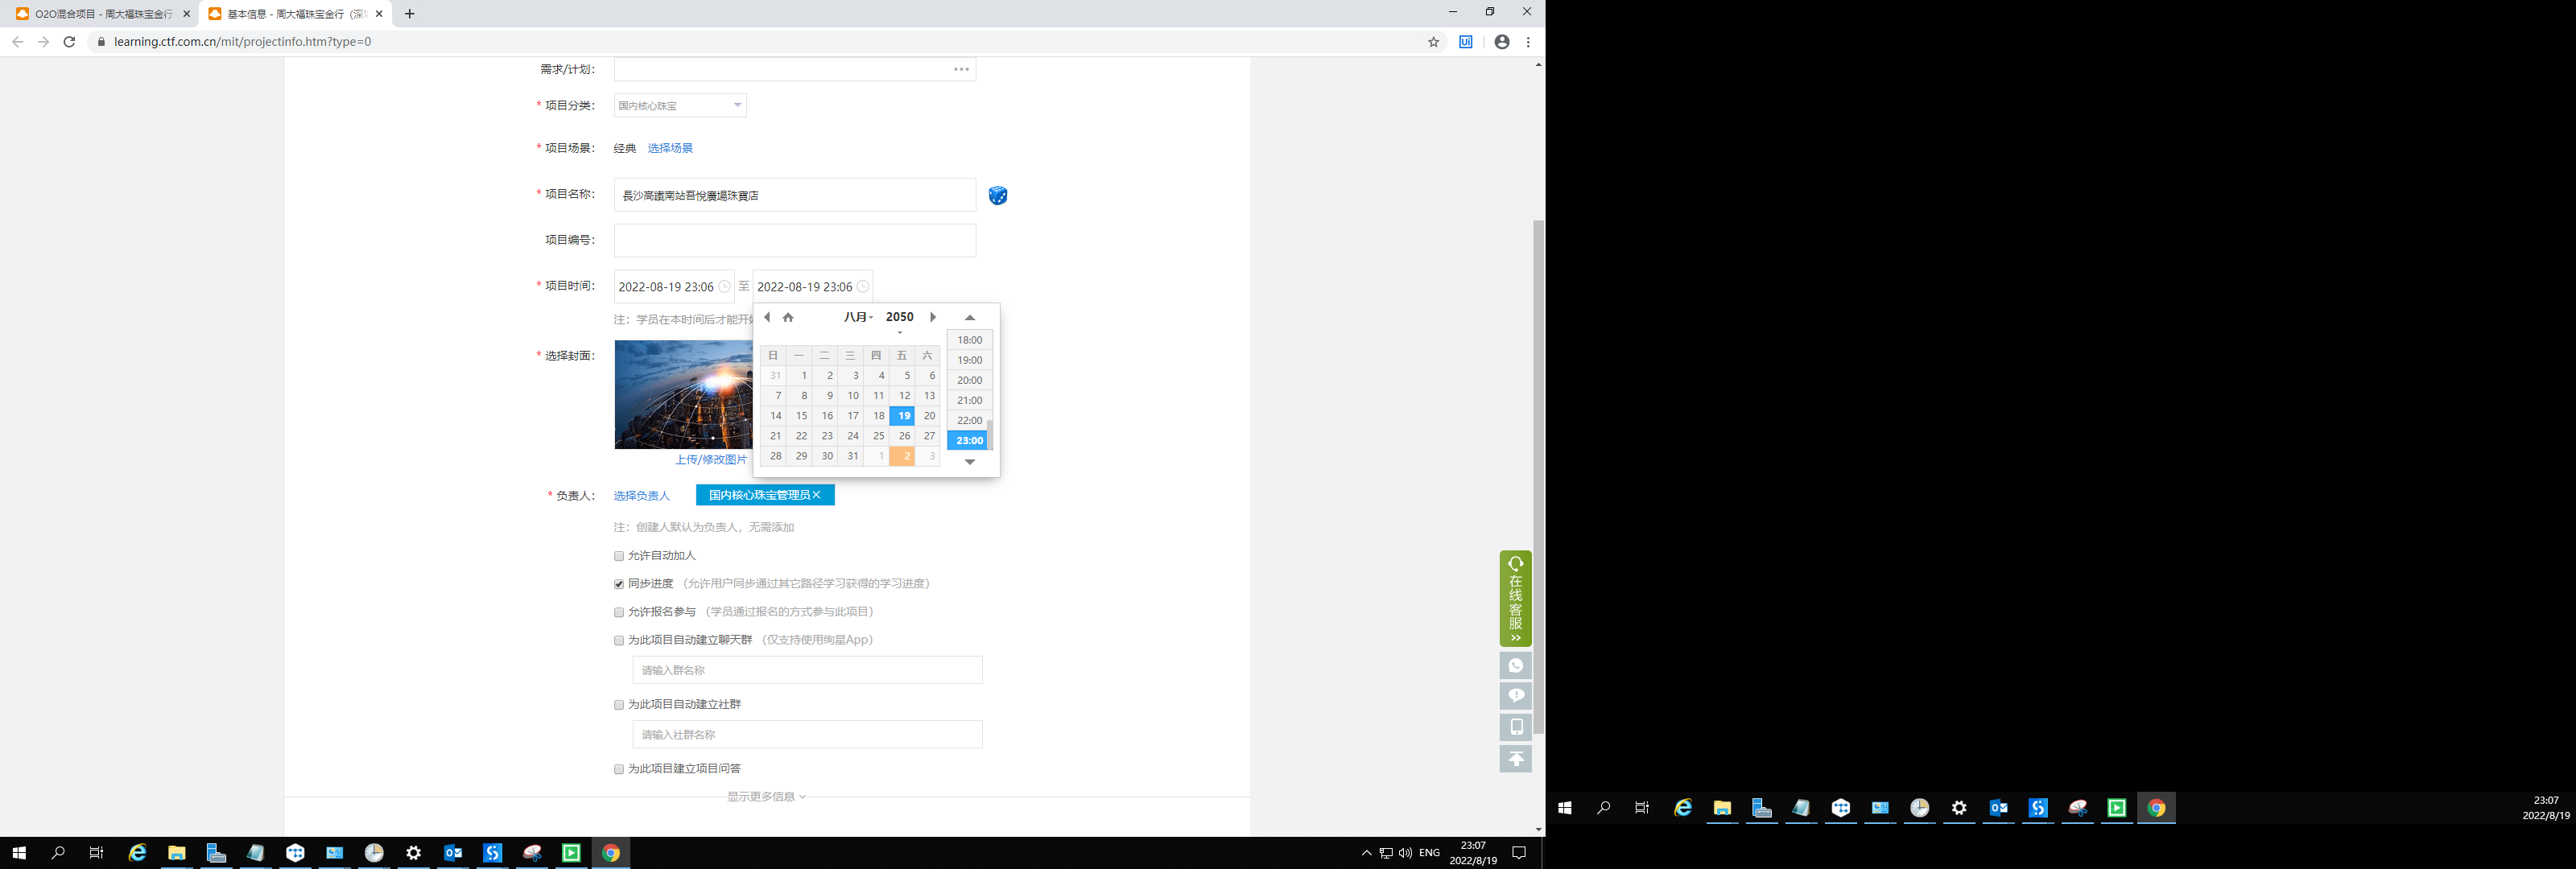 O2O混合项目 - 周大福珠宝金行
基本信息 - 周大福珠宝金行（深圳
learning.ctf.com.cn/mit/projectinfo.htm?type=0
需求/计划：
* 项目分类： 国内核心珠宝
* 项目场景： 经典 选择场景
* 项目名称： 長沙高鐵南站吾悅廣場珠寶店
项目编号：
* 项目时间： 2022-08-19 23:06 至 2022-08-19 23:06
注：学员在本时间后才能开始
八月 2050
日 一 二 三 四 五 六
31 1 2 3 4 5 6
7 8 9 10 11 12 13
14 15 16 17 18 19 20
21 22 23 24 25 26 27
28 29 30 31 1 2 3
18:00
19:00
20:00
21:00
22:00
23:00
* 选择封面：
上传/修改图片
* 负责人： 选择负责人 国内核心珠宝管理员
注：创建人默认为负责人，无需添加
允许自动加人
同步进度 （允许用户同步通过其它路径学习获得的学习进度）
允许报名参与 （学员通过报名的方式参与此项目）
为此项目自动建立聊天群 （仅支持使用绚星App）
请输入群名称
为此项目自动建立社群
请输入社群名称
为此项目建立项目问答
显示更多信息
在线客服
ENG
23:07
2022/8/19
23:07
2022/8/19